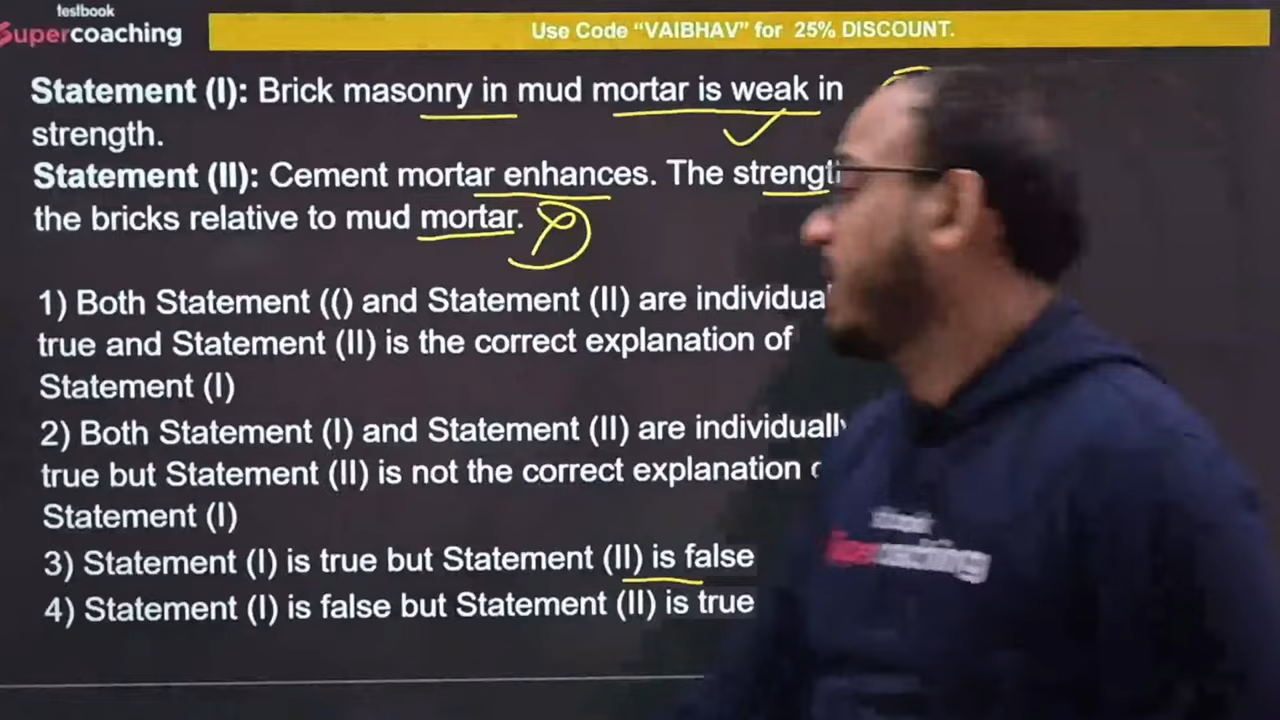 testbook
Supercoaching
Use Code “VAIBHAV” for 25% DISCOUNT.
Statement (I): Brick masonry in mud mortar is weak in
strength.
Statement (II): Cement mortar enhances. The
the bricks relative to mud mortar.
1) Both Statement (() and Statement (II) are
true and Statement (II) is the correct explanation of
Statement (I)
2) Both Statement (I) and Statement (II) are individually
true but Statement (II) is not the correct explanation
Statement (I)
3) Statement (I) is true but Statement (II) is false
4) Statement (I) is false but Statement (II) is true
Supercoaching